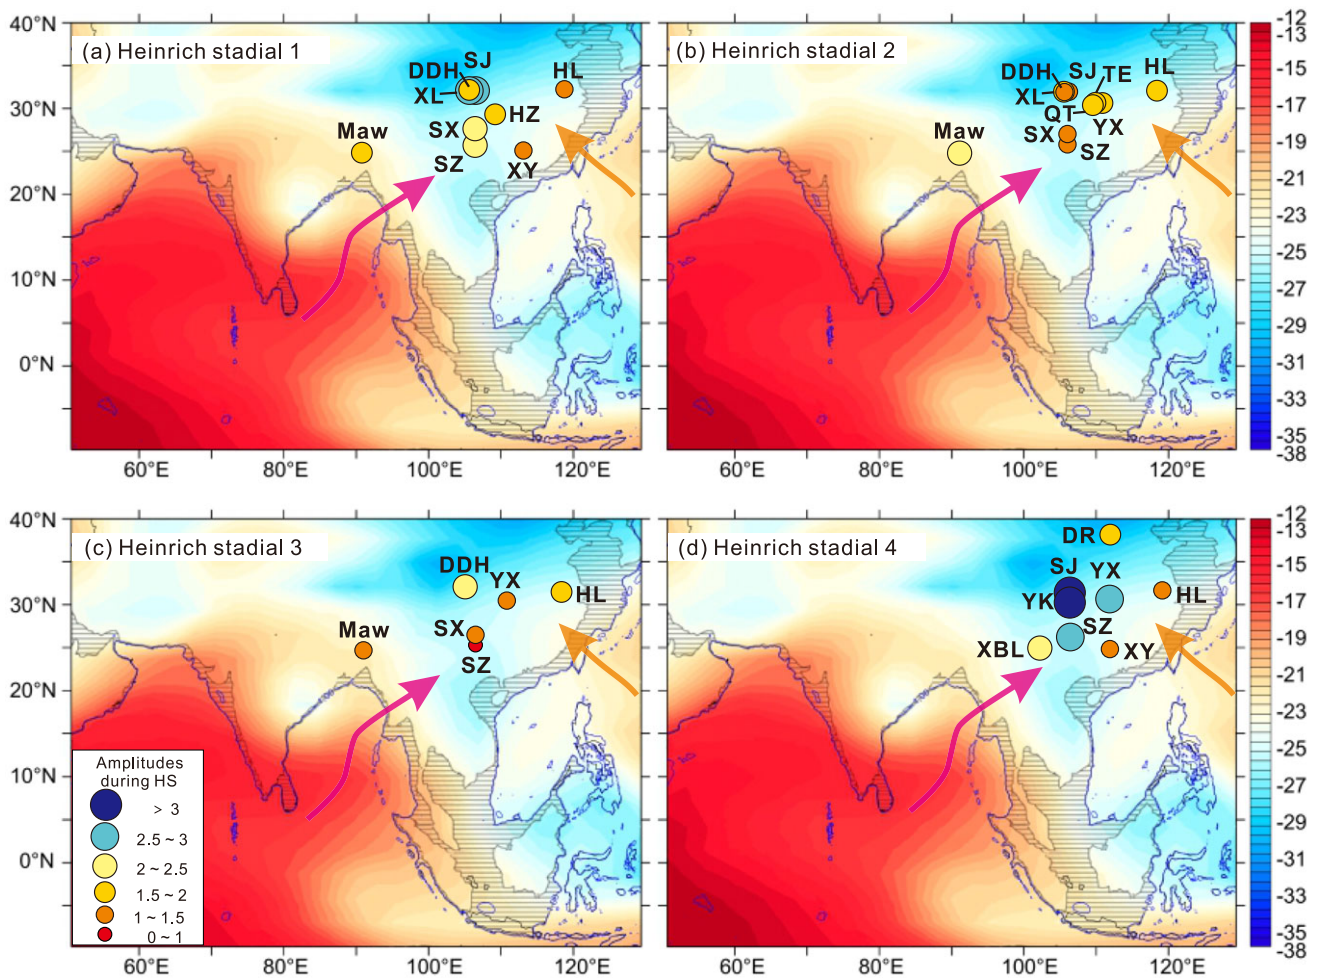 (a) Heinrich stadial 1
40°N
30°N
20°N
10°N
0°N
60°E
80°E
100°E
120°E
DDH
SJ
XL
HL
HZ
SX
SZ
XY
Maw
(b) Heinrich stadial 2
60°E
80°E
100°E
120°E
DDH
SJ
TE
HL
XL
QT
YX
SX
SZ
Maw
-12
-13
-15
-17
-19
-21
-23
-25
-27
-29
-31
-33
-35
-38
(c) Heinrich stadial 3
40°N
30°N
20°N
10°N
0°N
60°E
80°E
100°E
120°E
DDH
YX
HL
SX
SZ
Maw
Amplitudes
during HS
> 3
2.5 ~ 3
2 ~ 2.5
1.5 ~ 2
1 ~ 1.5
0 ~ 1
(d) Heinrich stadial 4
60°E
80°E
100°E
120°E
DR
SJ
YX
YK
HL
SZ
XBL
XY
-12
-13
-15
-17
-19
-21
-23
-25
-27
-29
-31
-33
-35
-38